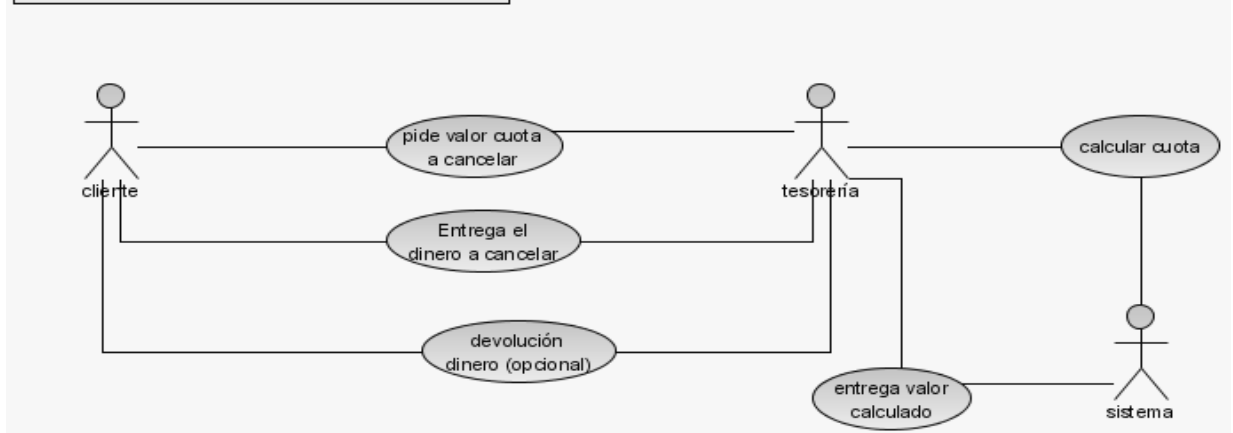 pide valor cuota
a cancelar
calcular cuota
cliente
tesorería
Entrega el
dinero a cancelar
devolución
dinero (opcional)
entrega valor
calculado
sistema